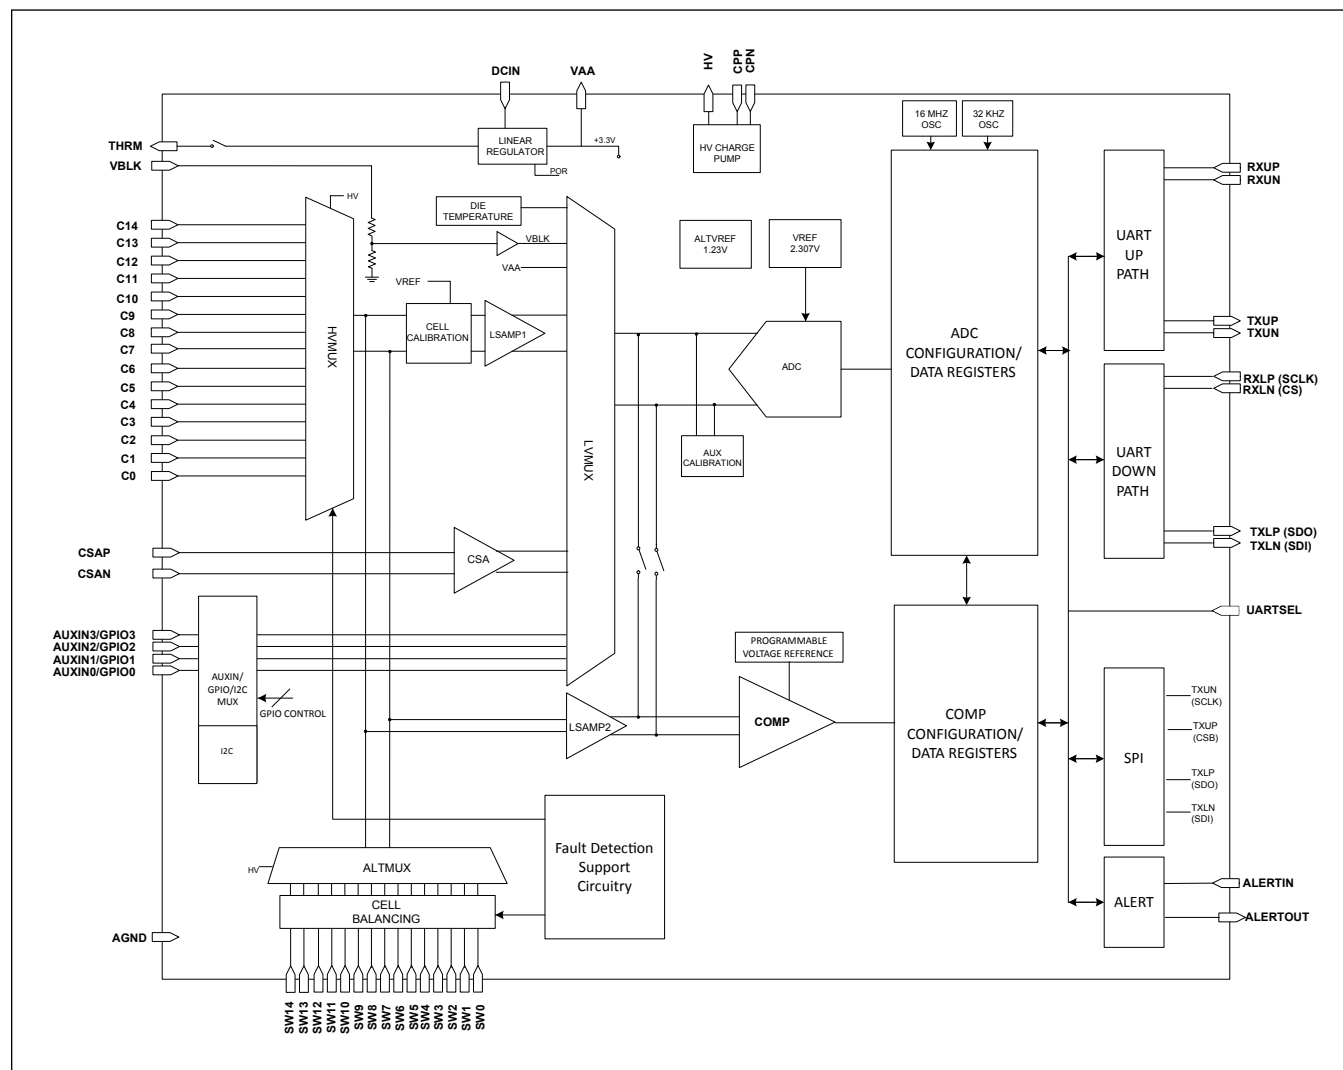 DCIN
VAA
HV
CPP
CPN
16 MHZ
OSC
32 KHZ
OSC
THRM
VBLK
LINEAR
REGULATOR
+3.3V
POR
HV CHARGE
PUMP
RXUP
RXUN
HV
DIE
TEMPERATURE
VBLK
VAA
ALTVREF
1.23V
VREF
2.307V
UART
UP
PATH
C14
C13
C12
C11
C10
C9
C8
C7
C6
C5
C4
C3
C2
C1
C0
HVMUX
VREF
CELL
CALIBRATION
LSAMP1
LVMUX
ADC
AUX
CALIBRATION
ADC
CONFIGURATION/
DATA REGISTERS
TXUP
TXUN
RXLP (SCLK)
RXLN (CS)
UART
DOWN
PATH
TXLP (SDO)
TXLN (SDI)
CSAP
CSAN
CSA
UARTSEL
AUXIN3/GPIO3
AUXIN2/GPIO2
AUXIN1/GPIO1
AUXIN0/GPIO0
AUXIN/
GPIO/I2C
MUX
GPIO CONTROL
I2C
LSAMP2
PROGRAMMABLE
VOLTAGE REFERENCE
COMP
COMP
CONFIGURATION/
DATA REGISTERS
SPI
TXUN
(SCLK)
TXUP
(CSB)
TXLP
(SDO)
TXLN
(SDI)
Fault Detection
Support
Circuitry
HV
ALTMUX
CELL
BALANCING
ALERT
ALERTIN
ALERTOUT
AGND
SW14
SW13
SW12
SW11
SW10
SW9
SW8
SW7
SW6
SW5
SW4
SW3
SW2
SW1
SW0